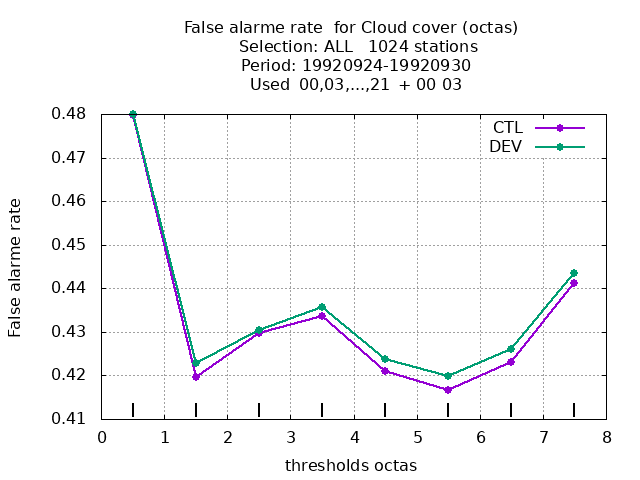 False alarme rate  for Cloud cover (octas)
Selection: ALL   1024 stations
Period: 19920924-19920930
Used  00,03,...,21  + 00 03
CTL
DEV
0.48
0.47
0.46
0.45
0.44
0.43
0.42
0.41
False alarme rate
0 1 2 3 4 5 6 7 8
thresholds octas